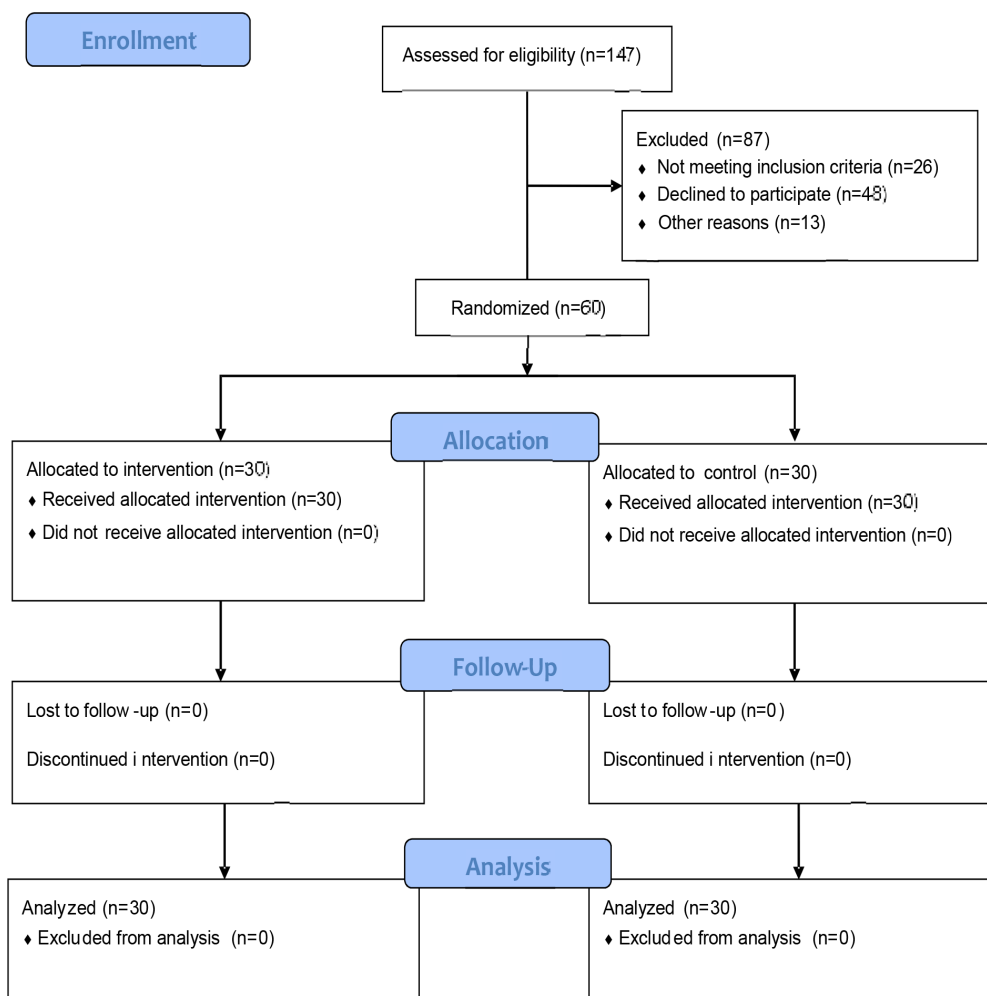 Enrollment
Assessed for eligibility (n=147)
Excluded (n=87)
♦ Not meeting inclusion criteria (n=26)
♦ Declined to participate (n=48)
♦ Other reasons (n=13)
Randomized (n=60)
Allocation
Allocated to intervention (n=30)
♦ Received allocated intervention (n=30)
♦ Did not receive allocated intervention (n=0)
Allocated to control (n=30)
♦ Received allocated intervention (n=30)
♦ Did not receive allocated intervention (n=0)
Follow-Up
Lost to follow-up (n=0)
Discontinued i ntervention (n=0)
Lost to follow-up (n=0)
Discontinued i ntervention (n=0)
Analysis
Analyzed (n=30)
♦ Excluded from analysis (n=0)
Analyzed (n=30)
♦ Excluded from analysis (n=0)